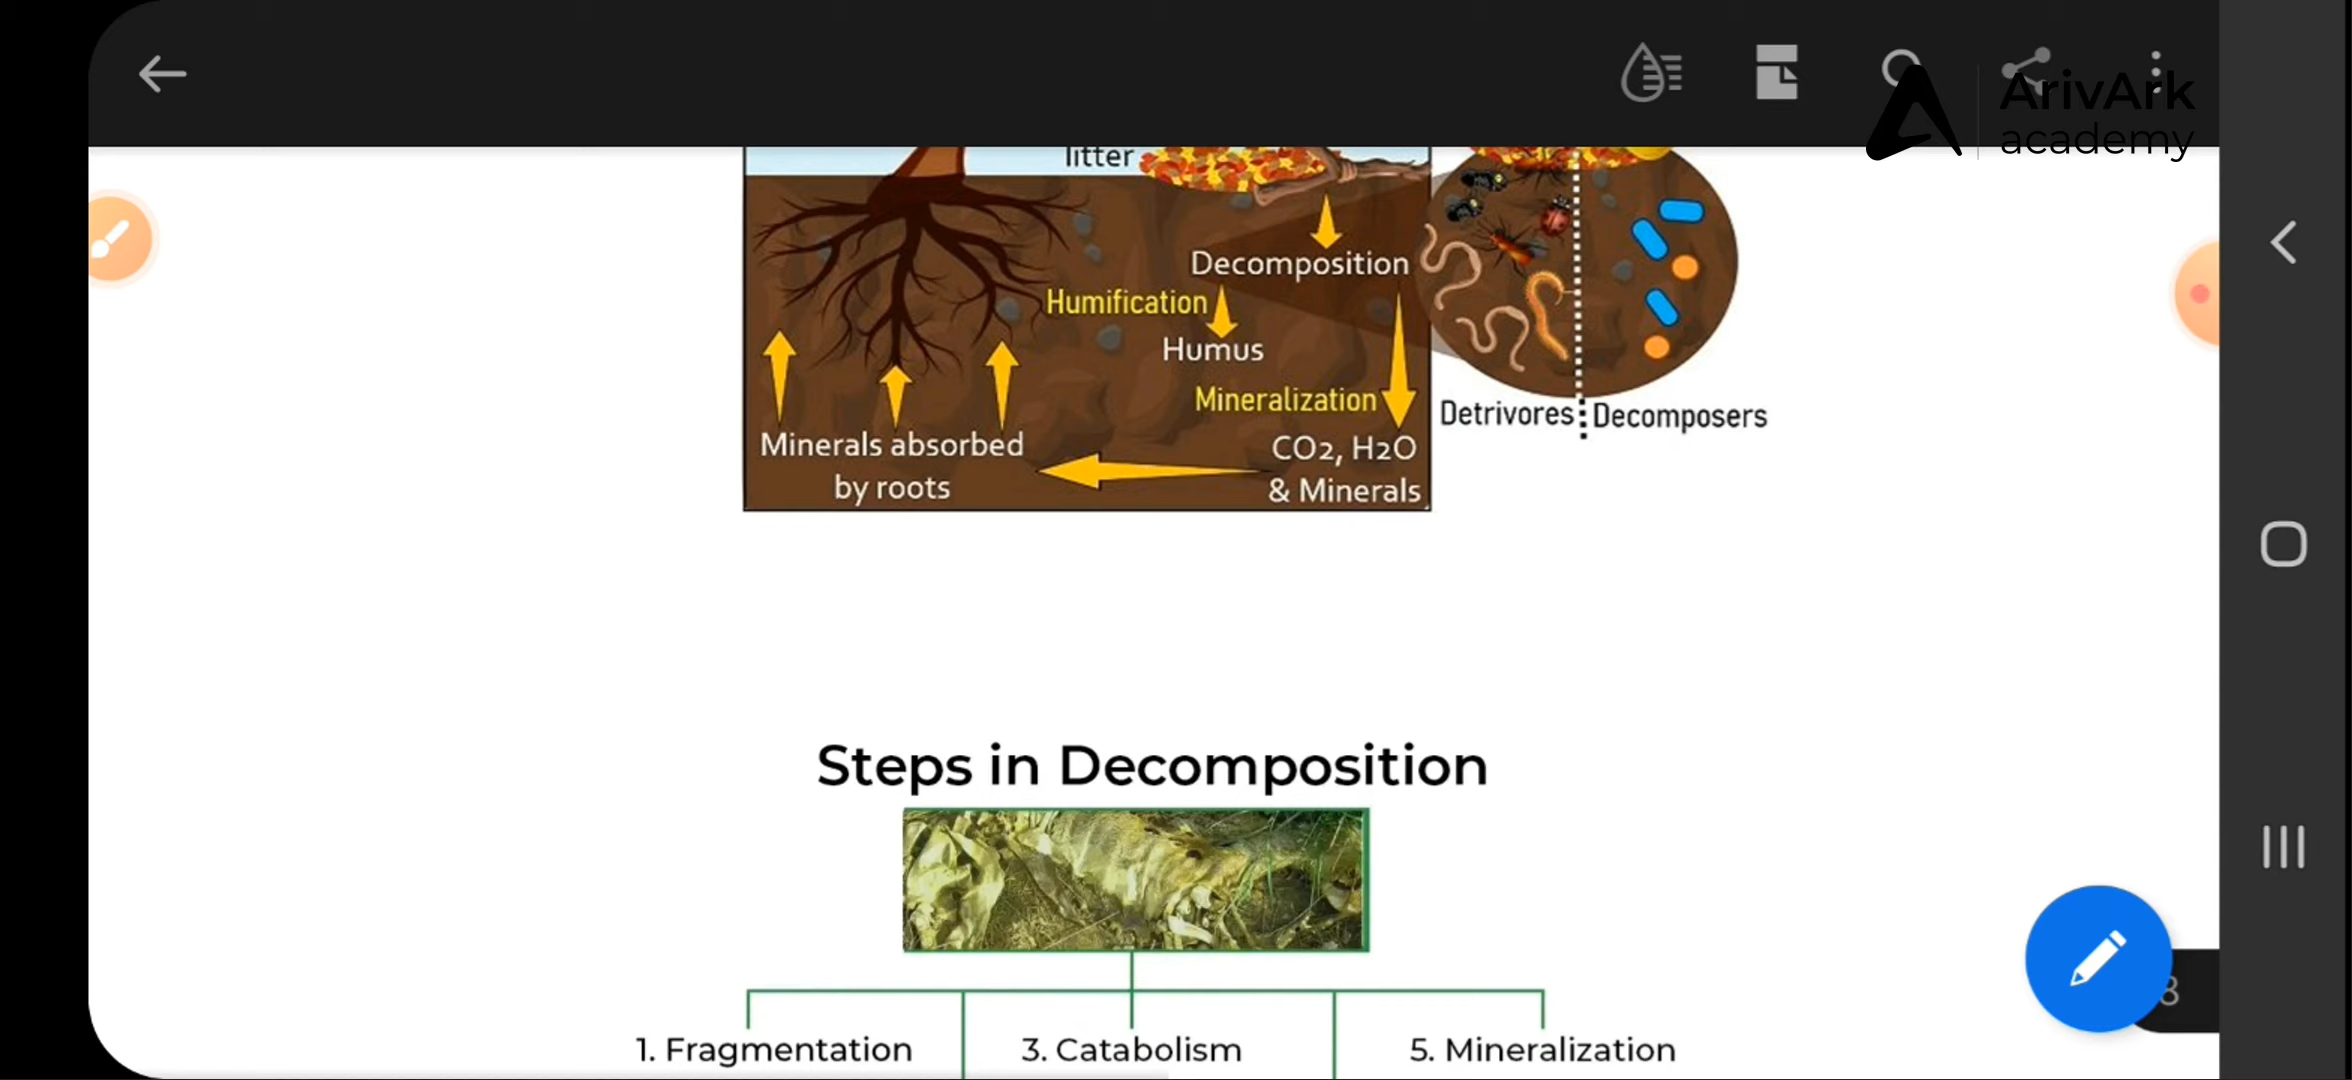 ArivArk
academy
litter
Decomposition
Humification
Humus
Mineralization
Detrivores Decomposers
Minerals absorbed
by roots
CO2, H2O
& Minerals
Steps in Decomposition
1. Fragmentation
3. Catabolism
5. Mineralization